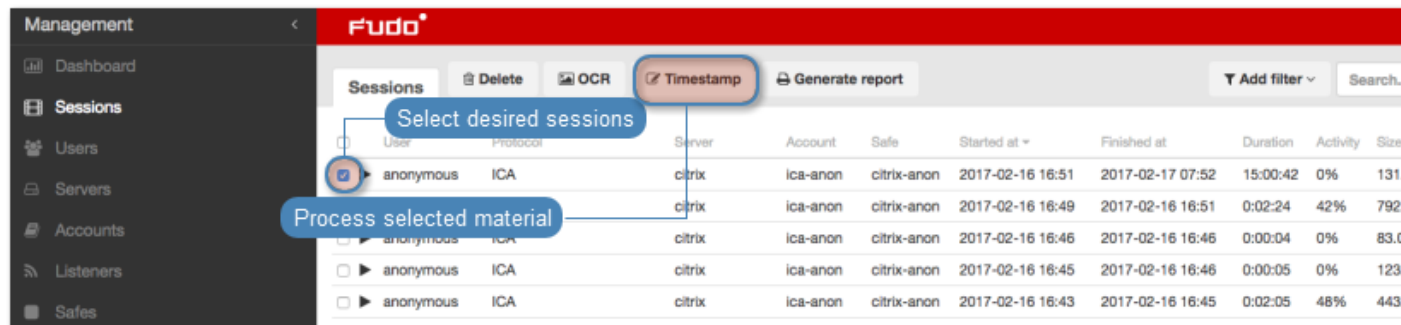 Management
Fudo
Dashboard
Sessions
Users
Servers
Accounts
Listeners
Safes
Sessions Delete OCR Timestamp Generate report Add filter Search.
Select desired sessions
User Protocol Server Account Safe Started at Finished at Duration Activity Size
anonymous ICA citrix ica-anon citrix-anon 2017-02-16 16:51 2017-02-17 07:52 15:00:42 0% 131
Process selected material
citrix ica-anon citrix-anon 2017-02-16 16:49 2017-02-16 16:51 0:02:24 42% 792
anonymous ICA citrix ica-anon citrix-anon 2017-02-16 16:46 2017-02-16 16:46 0:00:04 0% 83.0
anonymous ICA citrix ica-anon citrix-anon 2017-02-16 16:45 2017-02-16 16:46 0:00:05 0% 123
anonymous ICA citrix ica-anon citrix-anon 2017-02-16 16:43 2017-02-16 16:45 0:02:05 48% 443